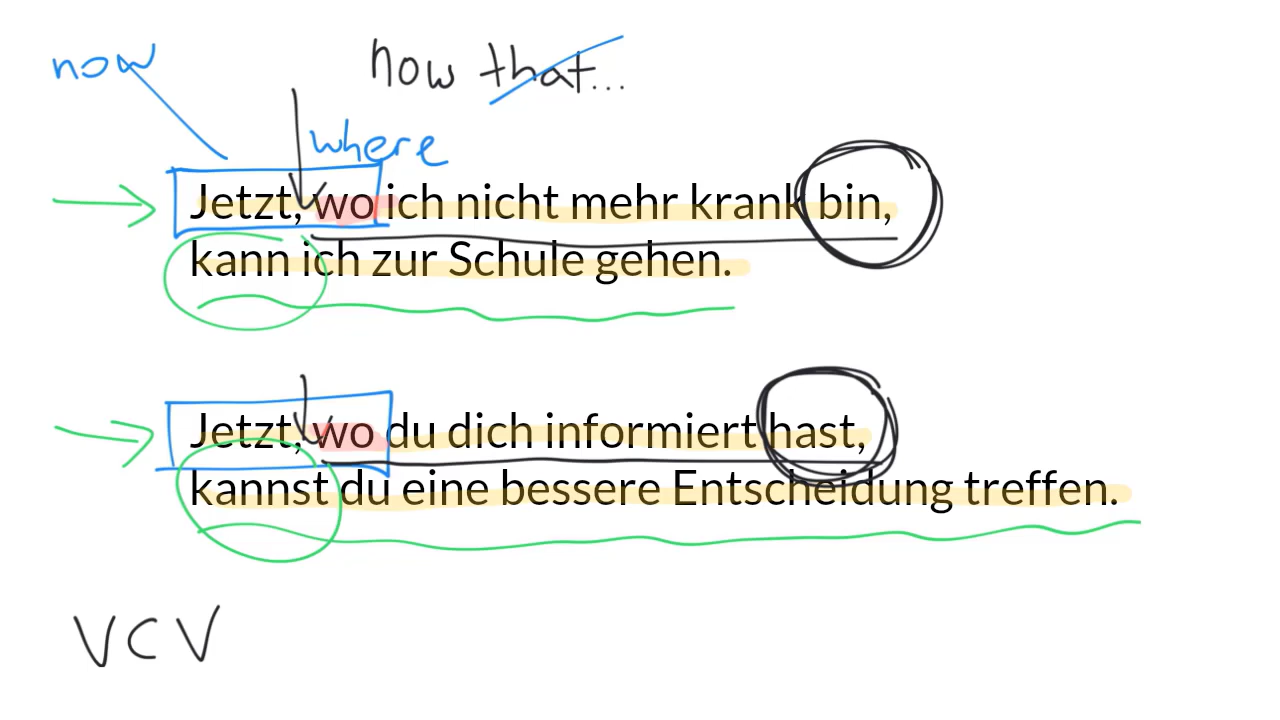 now
now that...
where
Jetzt, wo ich nicht mehr krank bin,
kann ich zur Schule gehen.
Jetzt, wo du dich informiert hast,
kannst du eine bessere Entscheidung treffen.
VCV